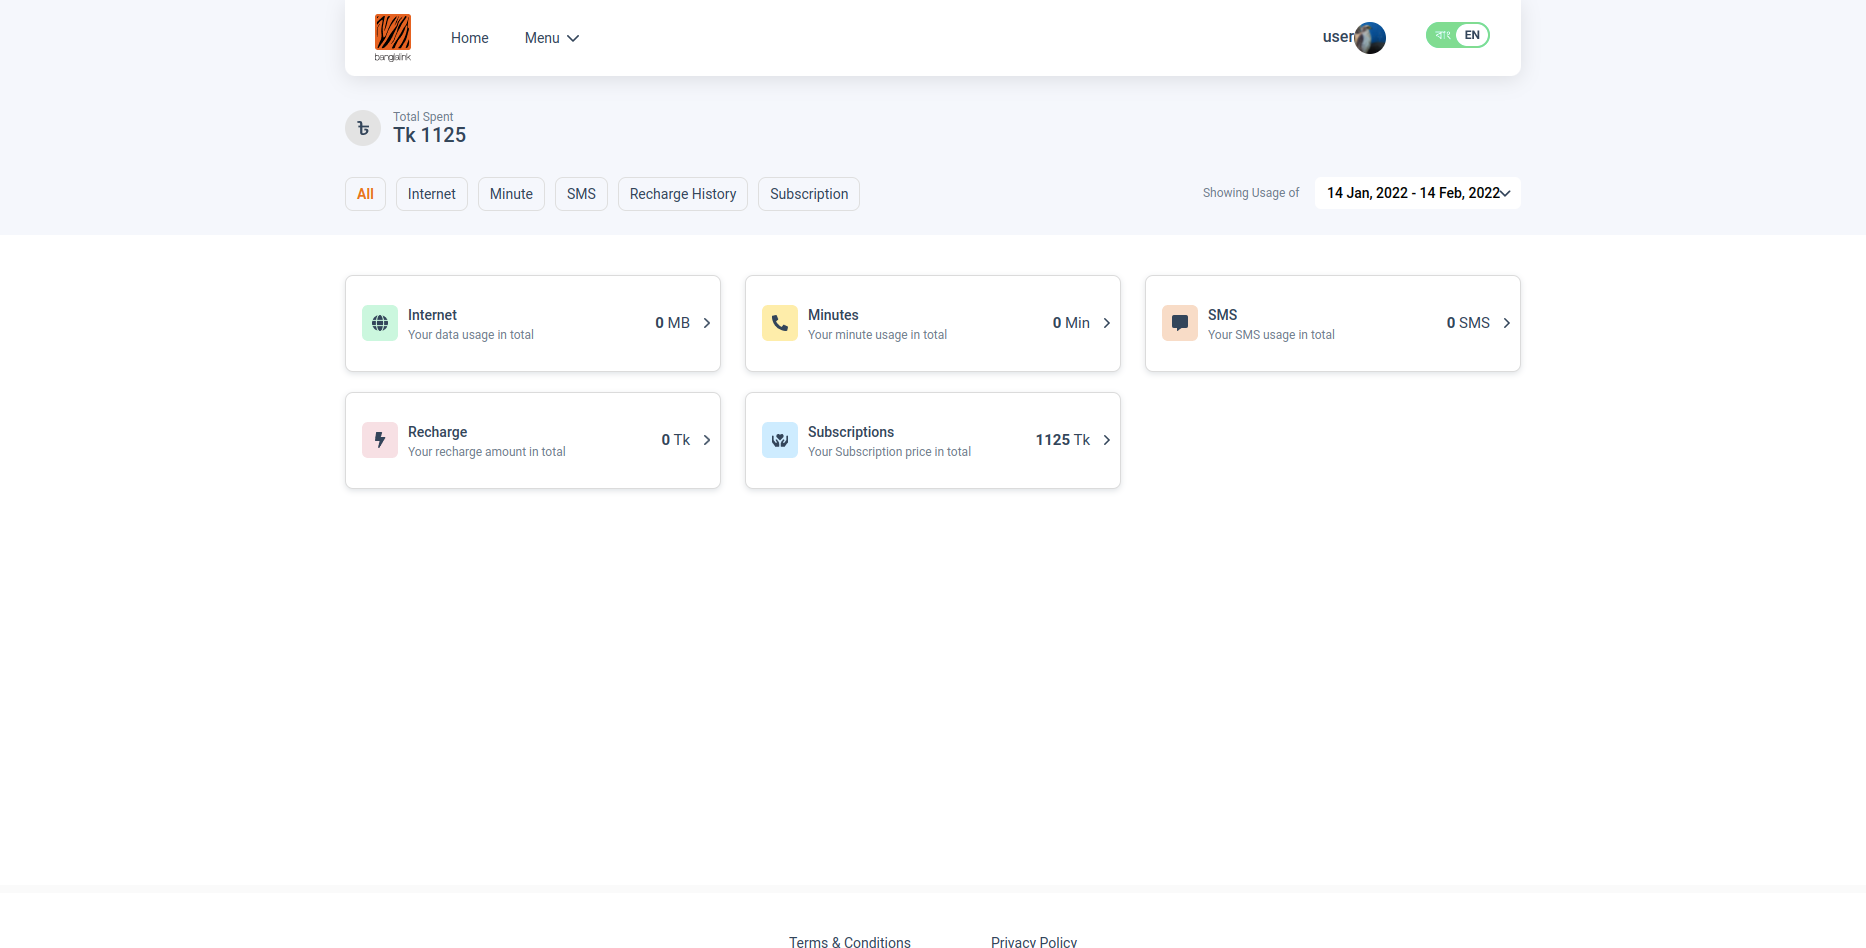 banglalink
Home
Menu
user
বাং
EN
Total Spent
Tk 1125
All
Internet
Minute
SMS
Recharge History
Subscription
Showing Usage of
14 Jan, 2022 - 14 Feb, 2022
Internet
Your data usage in total
0 MB
Minutes
Your minute usage in total
0 Min
SMS
Your SMS usage in total
0 SMS
Recharge
Your recharge amount in total
0 Tk
Subscriptions
Your Subscription price in total
1125 Tk
Terms & Conditions
Privacy Policy